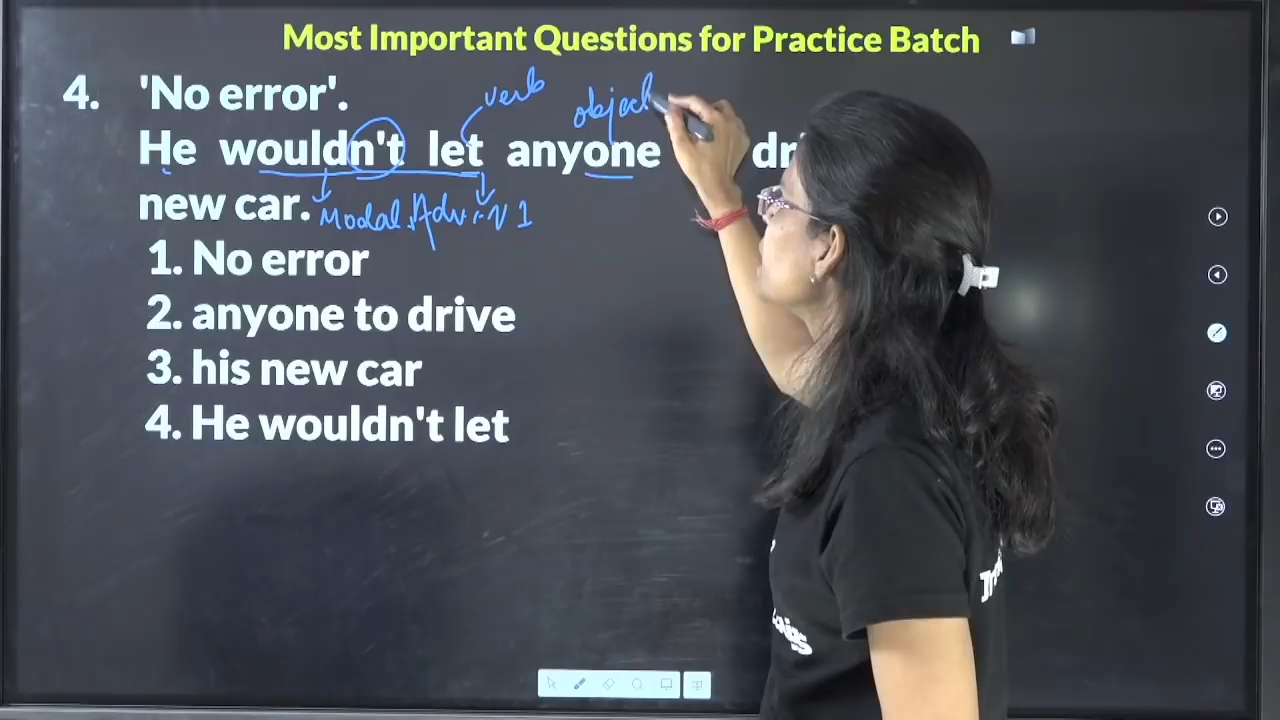 Most Important Questions for Practice Batch
4. 'No error'.
verb object
He wouldn't let anyone
new car. Modal Adv V1
1. No error
2. anyone to drive
3. his new car
4. He wouldn't let